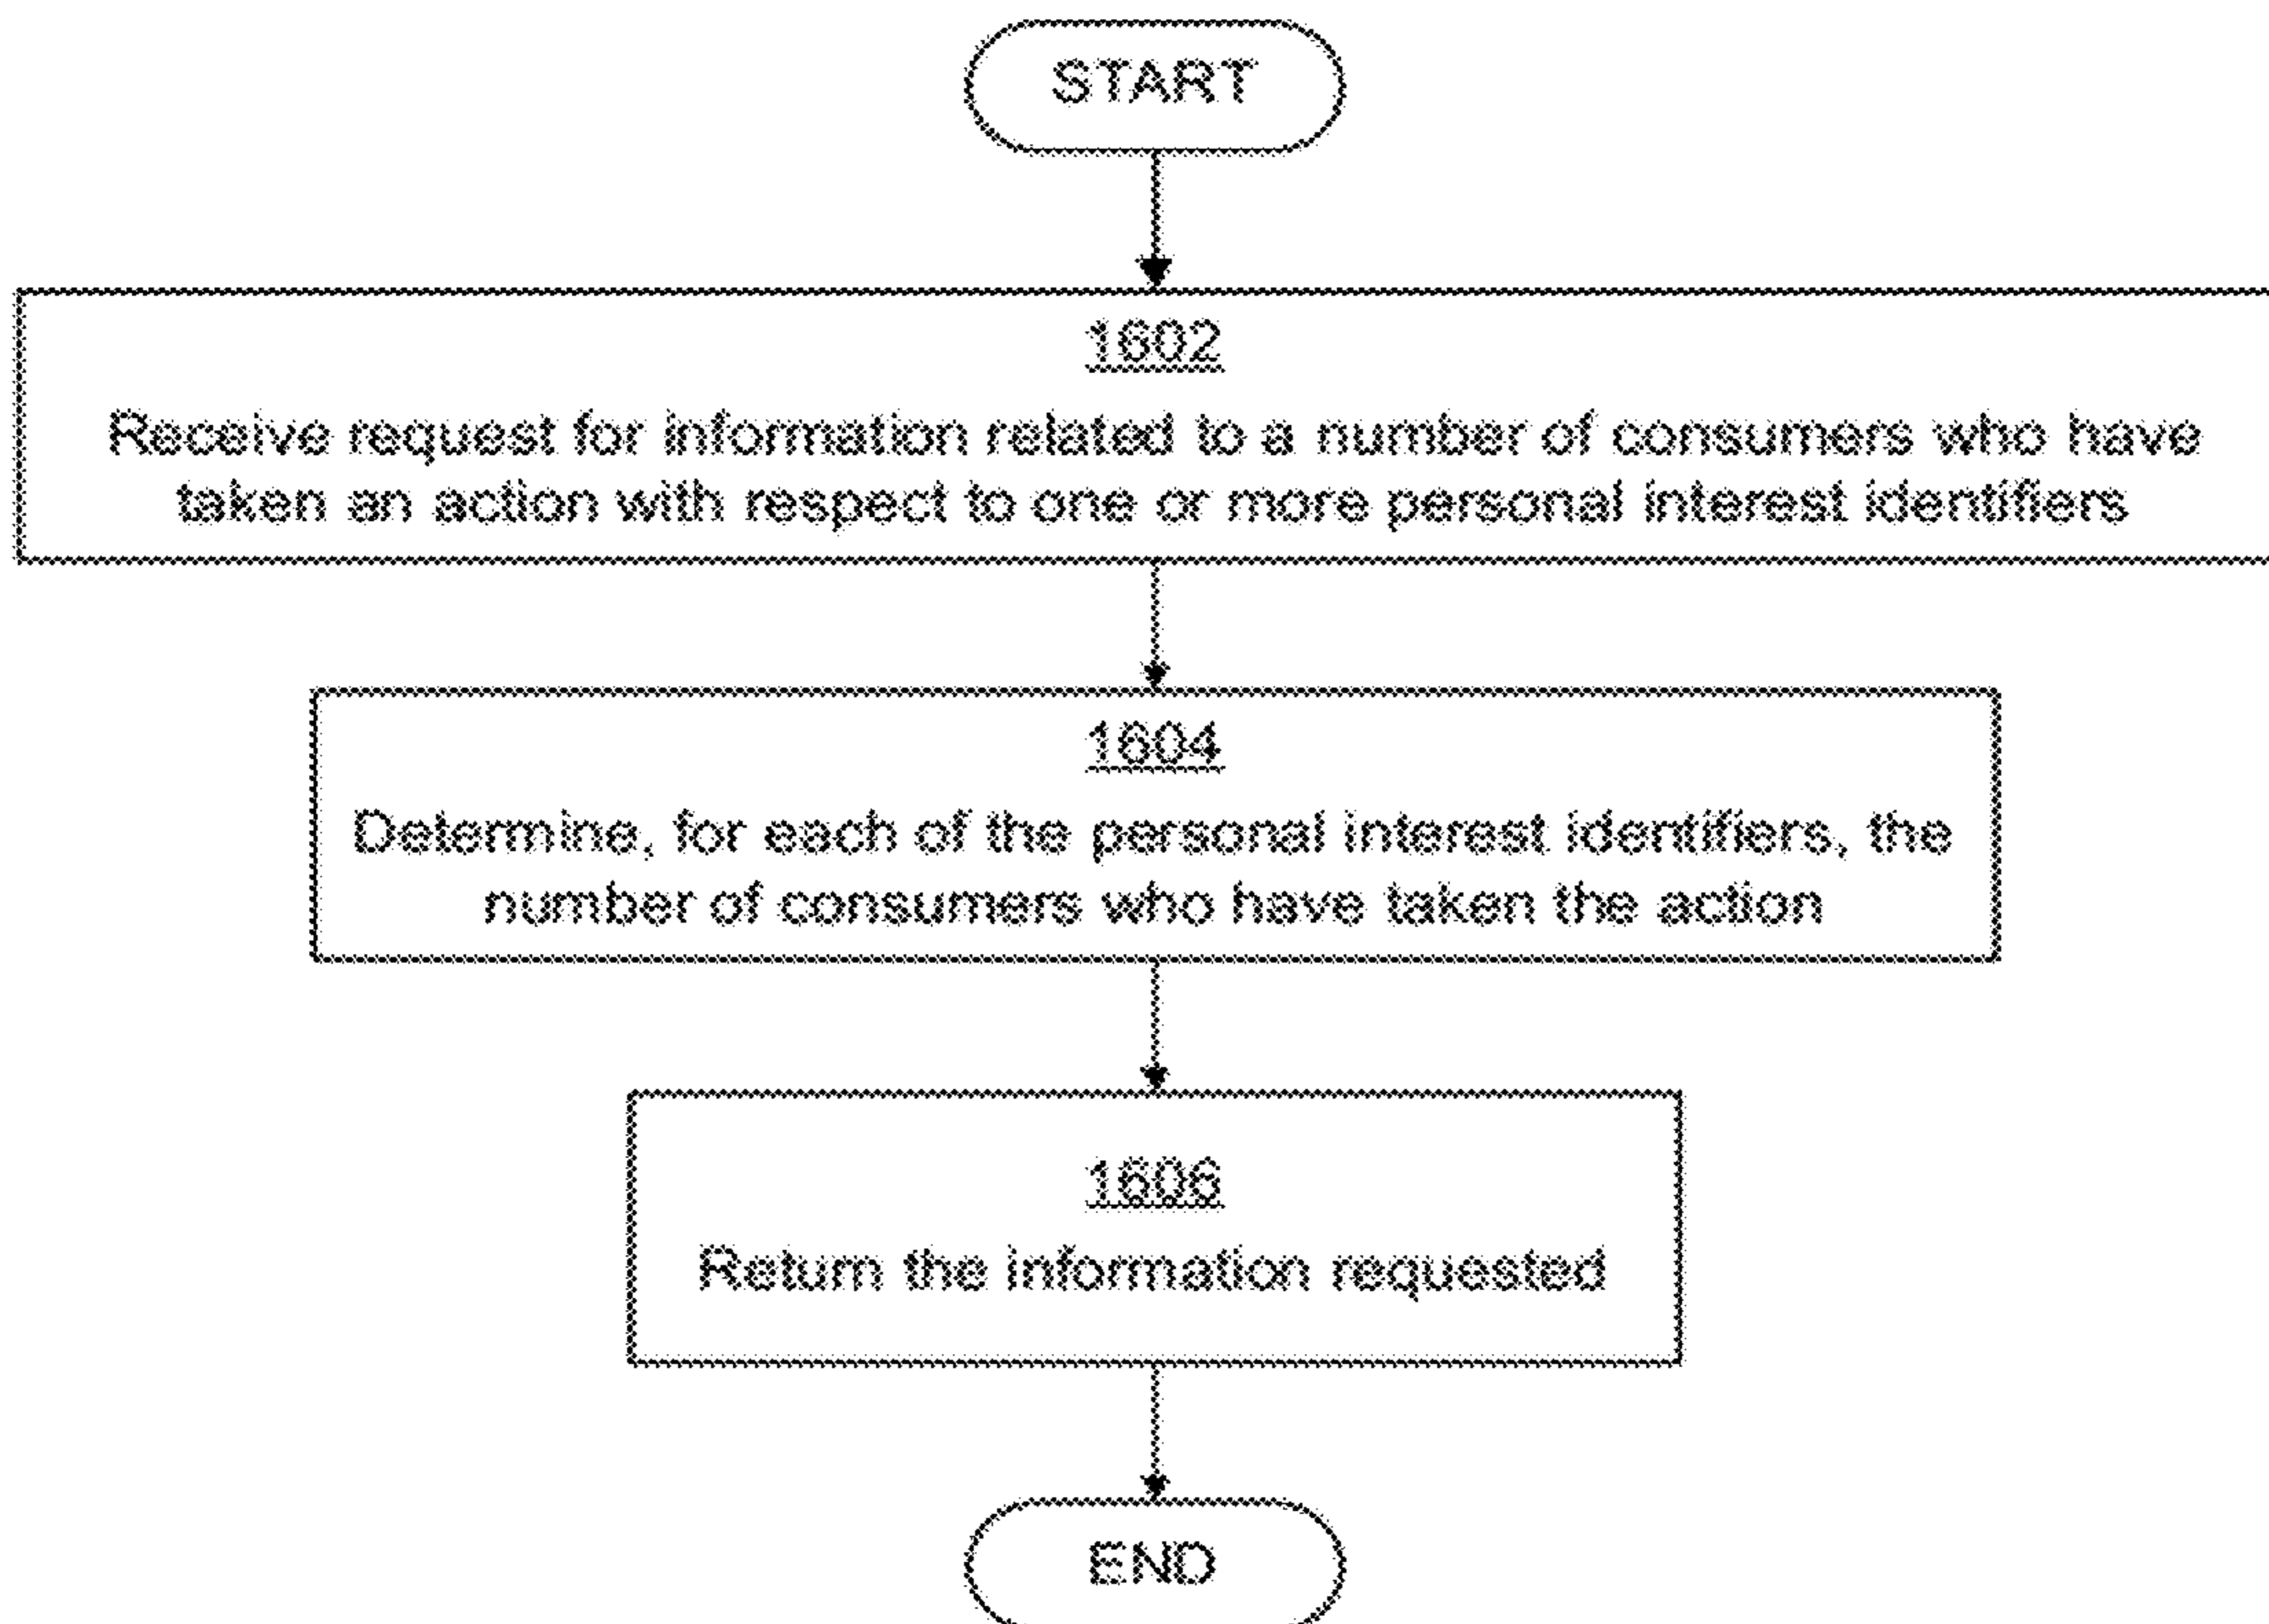 START
1602
Receive request for information related to a number of consumers who have
taken an action with respect to one or more personal interest identifiers
1604
Determine, for each of the personal interest identifiers, the
number of consumers who have taken the action
1606
Return the information requested
END